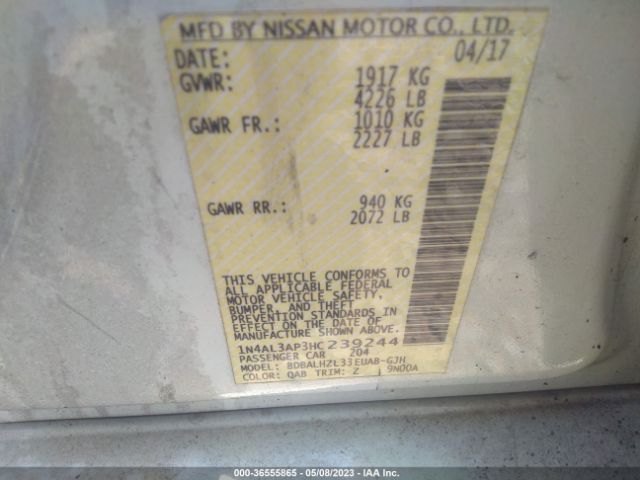 MFD BY NISSAN MOTOR CO., LTD.
DATE: 04/17
GVWR: 1917 KG
4226 LB
GAWR FR.: 1010 KG
2227 LB
GAWR RR.: 940 KG
2072 LB
THIS VEHICLE CONFORMS TO
ALL APPLICABLE FEDERAL
MOTOR VEHICLE SAFETY,
BUMPER, AND THEFT
PREVENTION STANDARDS IN
EFFECT ON THE DATE OF
MANUFACTURE SHOWN ABOVE.
1N4AL3AP3HC239244
PASSENGER CAR 204
MODEL: BDBALHZL33EUAB-GJH
COLOR: QAB TRIM: Z 9N00A
000-36555865 - 05/08/2023 - IAA Inc.